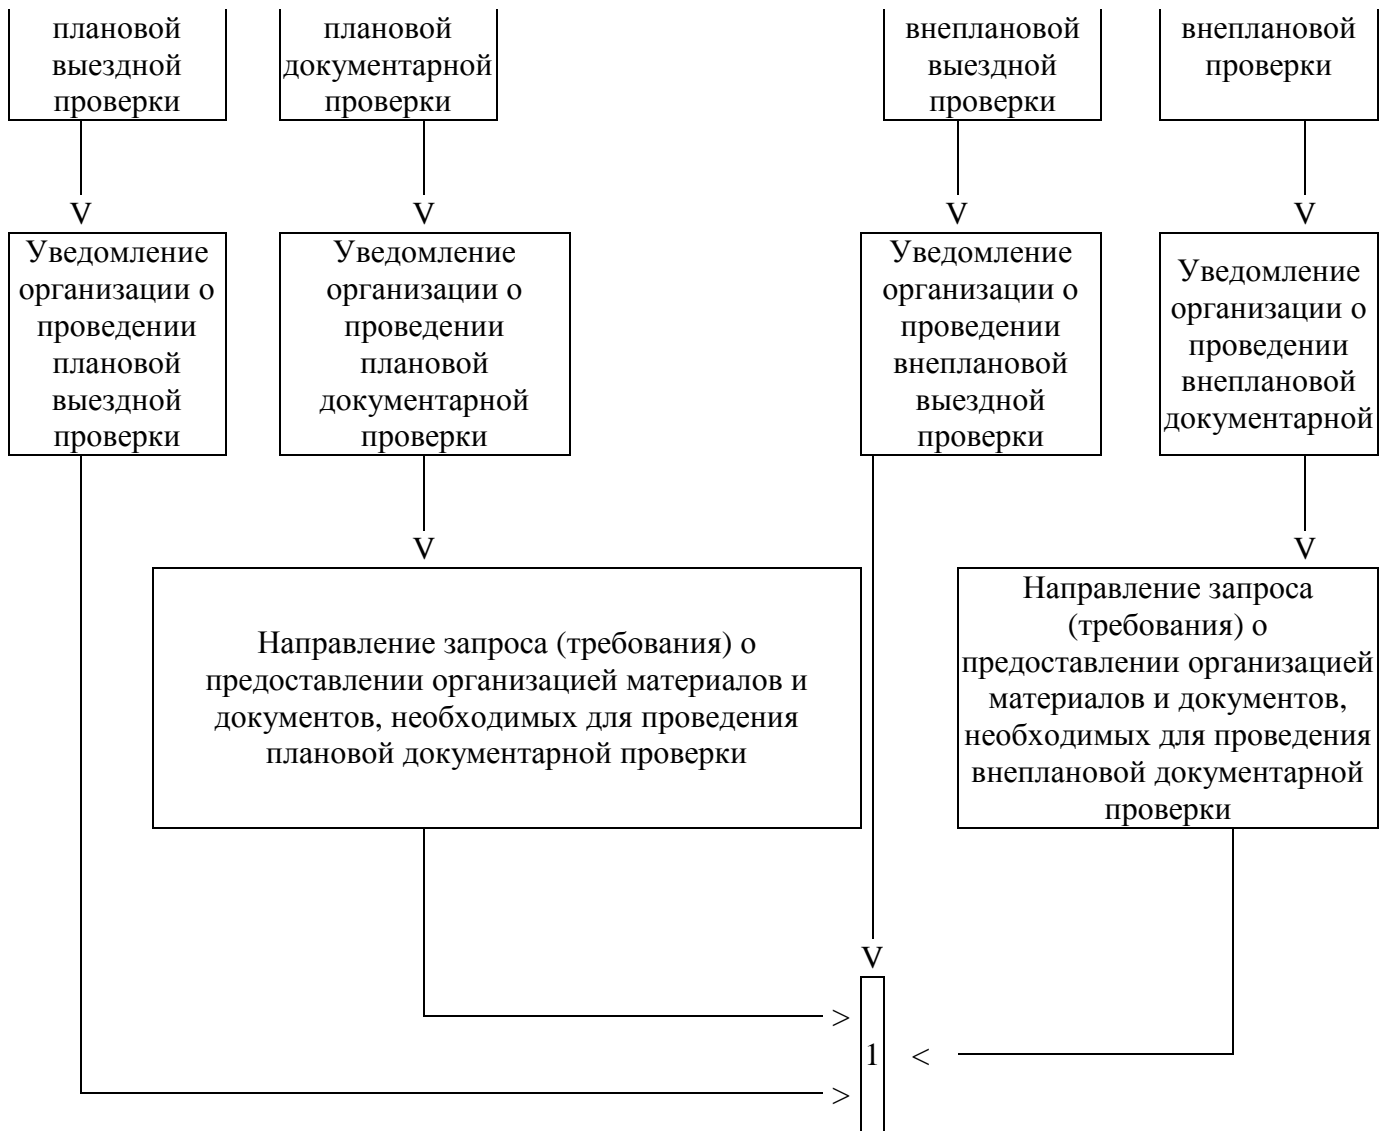 плановой
выездной
проверки
плановой
документарной
проверки
внеплановой
выездной
проверки
внеплановой
проверки
V
V
V
V
Уведомление
организации о
проведении
плановой
выездной
проверки
Уведомление
организации о
проведении
плановой
документарной
проверки
Уведомление
организации о
проведении
внеплановой
выездной
проверки
Уведомление
организации о
проведении
внеплановой
документарной
V
V
Направление запроса (требования) о
предоставлении организацией материалов и
документов, необходимых для проведения
плановой документарной проверки
Направление запроса
(требования) о
предоставлении организацией
материалов и документов,
необходимых для проведения
внеплановой документарной
проверки
V
>
1
<
>